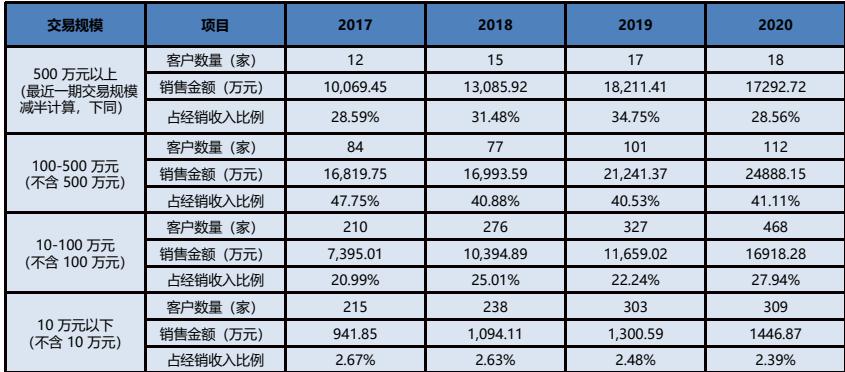 交易规模 项目 2017 2018 2019 2020
500 万元以上
(最近一期交易规模
减半计算，下同)
客户数量（家） 12 15 17 18
销售金额（万元） 10,069.45 13,085.92 18,211.41 17292.72
占经销收入比例 28.59% 31.48% 34.75% 28.56%
100-500 万元
(不含 500 万元)
客户数量（家） 84 77 101 112
销售金额（万元） 16,819.75 16,993.59 21,241.37 24888.15
占经销收入比例 47.75% 40.88% 40.53% 41.11%
10-100 万元
(不含 100 万元)
客户数量（家） 210 276 327 468
销售金额（万元） 7,395.01 10,394.89 11,659.02 16918.28
占经销收入比例 20.99% 25.01% 22.24% 27.94%
10 万元以下
(不含 10 万元)
客户数量（家） 215 238 303 309
销售金额（万元） 941.85 1,094.11 1,300.59 1446.87
占经销收入比例 2.67% 2.63% 2.48% 2.39%